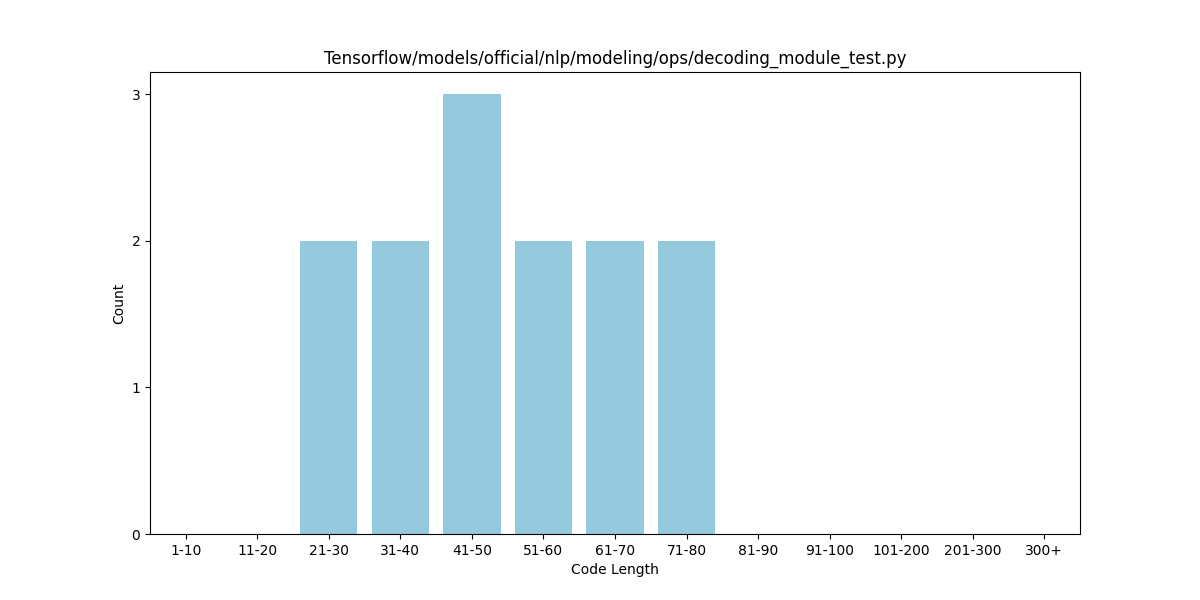 Tensorflow/models/official/nlp/modeling/ops/decoding_module_test.py
3
2
1
0
Count
1-10 11-20 21-30 31-40 41-50 51-60 61-70 71-80 81-90 91-100 101-200 201-300 300+
Code Length